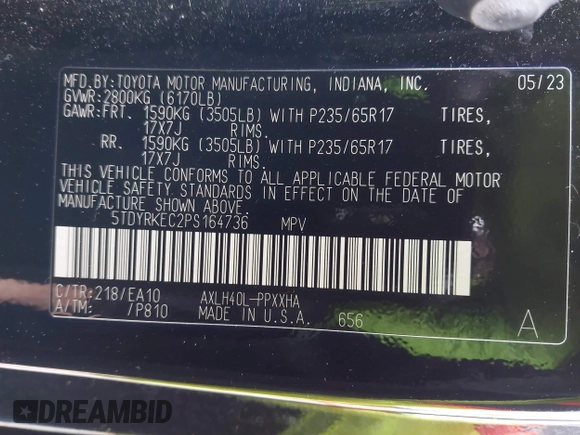 MFD.BY:TOYOTA MOTOR MANUFACTURING, INDIANA, INC. 05/23
GVWR:2800KG (6170LB)
GAWR:FRT. 1590KG (3505LB) WITH P235/65R17 TIRES,
17X7J RIMS.
RR. 1590KG (3505LB) WITH P235/65R17 TIRES,
17X7J RIMS.
THIS VEHICLE CONFORMS TO ALL APPLICABLE FEDERAL MOTOR
VEHICLE SAFETY STANDARDS IN EFFECT ON THE DATE OF
MANUFACTURE SHOWN ABOVE.
5TDYRKEC2PS164736 MPV
C/TR:218/EA10 AXLH40L-PPXXHA
A/TM: /P810 MADE IN U.S.A. 656 A
DREAMBID